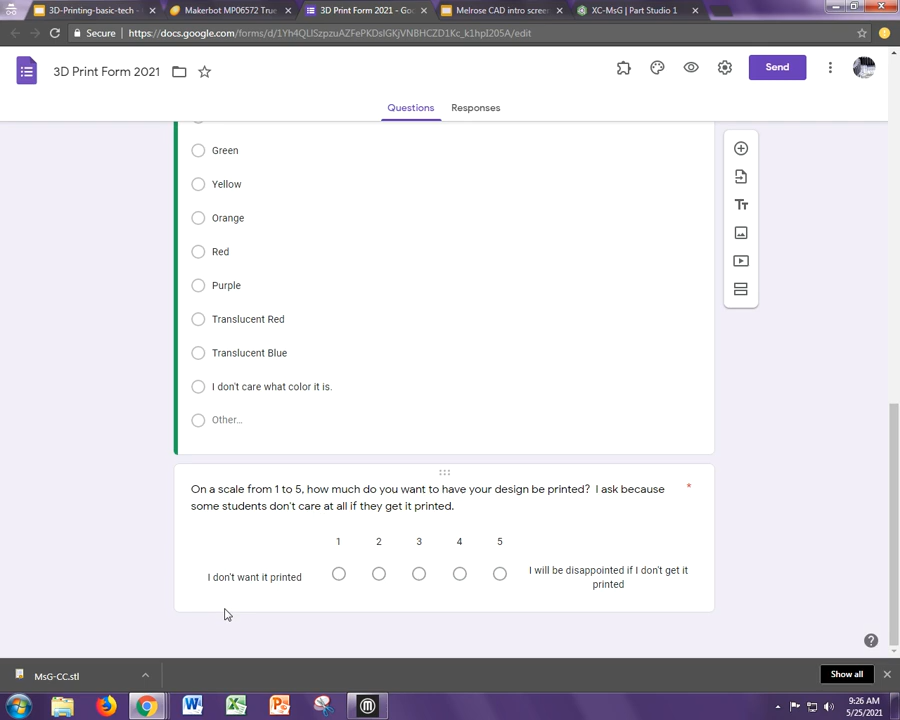 3D-Printing-basic-tech
Makerbot MP06572 True
3D Print Form 2021 - Goo
Melrose CAD intro screen
XC-MsG | Part Studio 1
Secure
https://docs.google.com/forms/d/1Yh4QLISzpzuAZFePKDsIGKjVNBHCZD1Kc_k1hpI205A/edit
3D Print Form 2021
Send
Questions
Responses
Green
Yellow
Orange
Red
Purple
Translucent Red
Translucent Blue
I don't care what color it is.
Other...
On a scale from 1 to 5, how much do you want to have your design be printed? I ask because
some students don't care at all if they get it printed.
*
1 2 3 4 5
I don't want it printed
I will be disappointed if I don't get it
printed
MsG-CC.stl
Show all
9:26 AM
5/25/2021